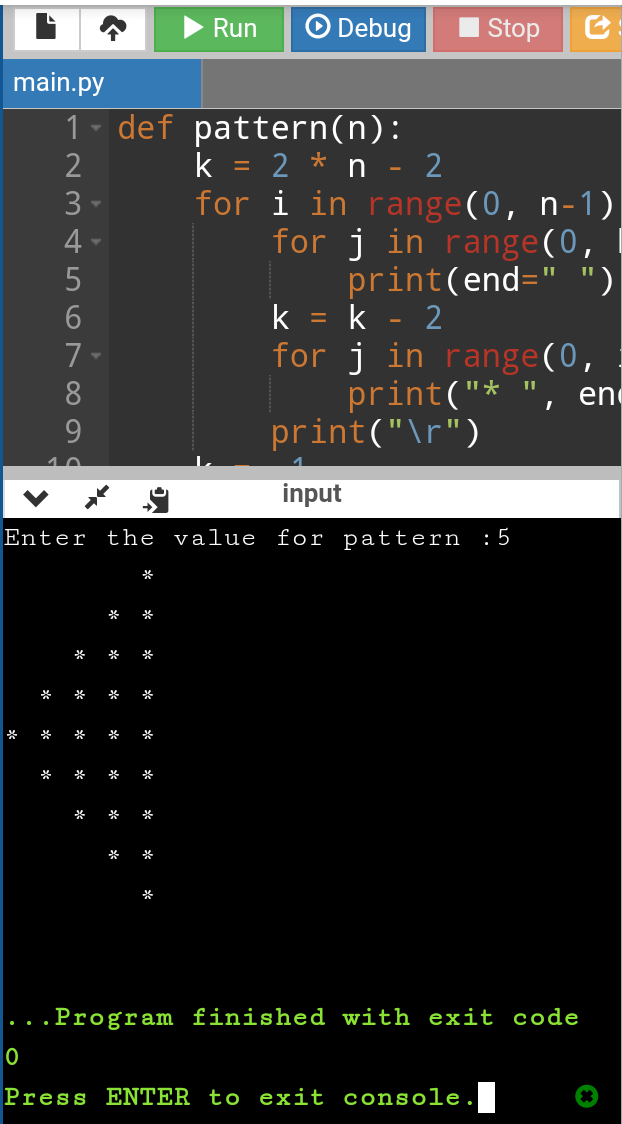 Run Debug Stop
main.py
1 def pattern(n):
2 k = 2 * n - 2
3 for i in range(0, n-1)
4 for j in range(0,
5 print(end=" ")
6 k = k - 2
7 for j in range(0,
8 print("* ", en
9 print("\r")
10
input
Enter the value for pattern :5
*
* *
* * *
* * * *
* * * * *
* * * *
* * *
* *
*
...Program finished with exit code
0
Press ENTER to exit console.